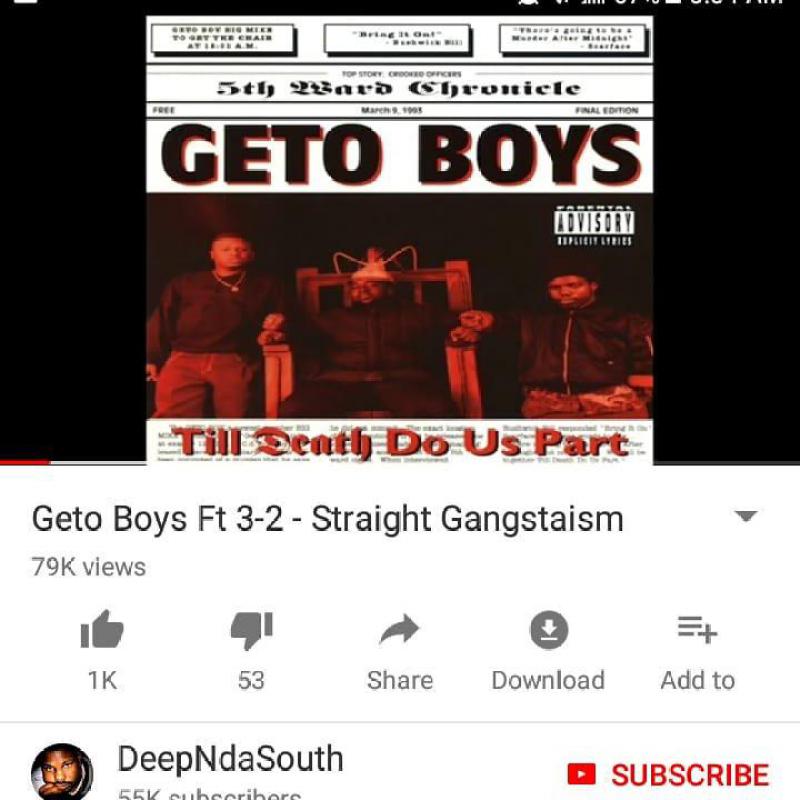 GETO BOY BIG MIKE
TO GET THE CHAIR
AT 12:01 A.M.
"Bring It On!"
- Bushwick Bill
"There's going to be a
Murder After Midnight"
- Scarface
TOP STORY: CROOKED OFFICERS
5th Ward Chronicle
FREE
March 9, 1993
FINAL EDITION
GETO BOYS
PARENTAL
ADVISORY
EXPLICIT LYRICS
Till Death Do Us Part
Geto Boys Ft 3-2 - Straight Gangstaism
79K views
1K
53
Share
Download
Add to
DeepNdaSouth
SUBSCRIBE
55K subscribers